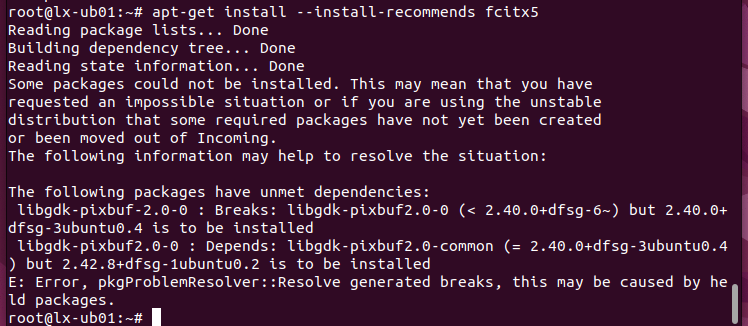 root@lx-ub01:~# apt-get install --install-recommends fcitx5
Reading package lists... Done
Building dependency tree... Done
Reading state information... Done
Some packages could not be installed. This may mean that you have
requested an impossible situation or if you are using the unstable
distribution that some required packages have not yet been created
or been moved out of Incoming.
The following information may help to resolve the situation:

The following packages have unmet dependencies:
 libgdk-pixbuf-2.0-0 : Breaks: libgdk-pixbuf2.0-0 (< 2.40.0+dfsg-6~) but 2.40.0+
dfsg-3ubuntu0.4 is to be installed
 libgdk-pixbuf2.0-0 : Depends: libgdk-pixbuf2.0-common (= 2.40.0+dfsg-3ubuntu0.4
) but 2.42.8+dfsg-1ubuntu0.2 is to be installed
E: Error, pkgProblemResolver::Resolve generated breaks, this may be caused by he
ld packages.
root@lx-ub01:~#